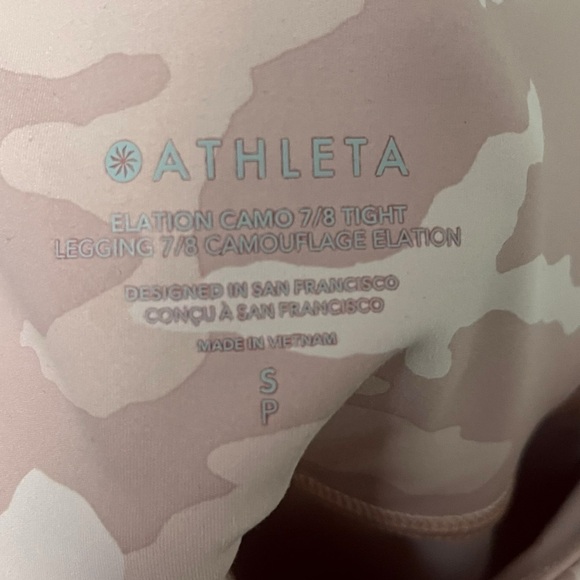 ATHLETA
ELATION CAMO 7/8 TIGHT
LEGGING 7/8 CAMOUFLAGE ELATION
DESIGNED IN SAN FRANCISCO
CONÇU À SAN FRANCISCO
MADE IN VIETNAM
S
P